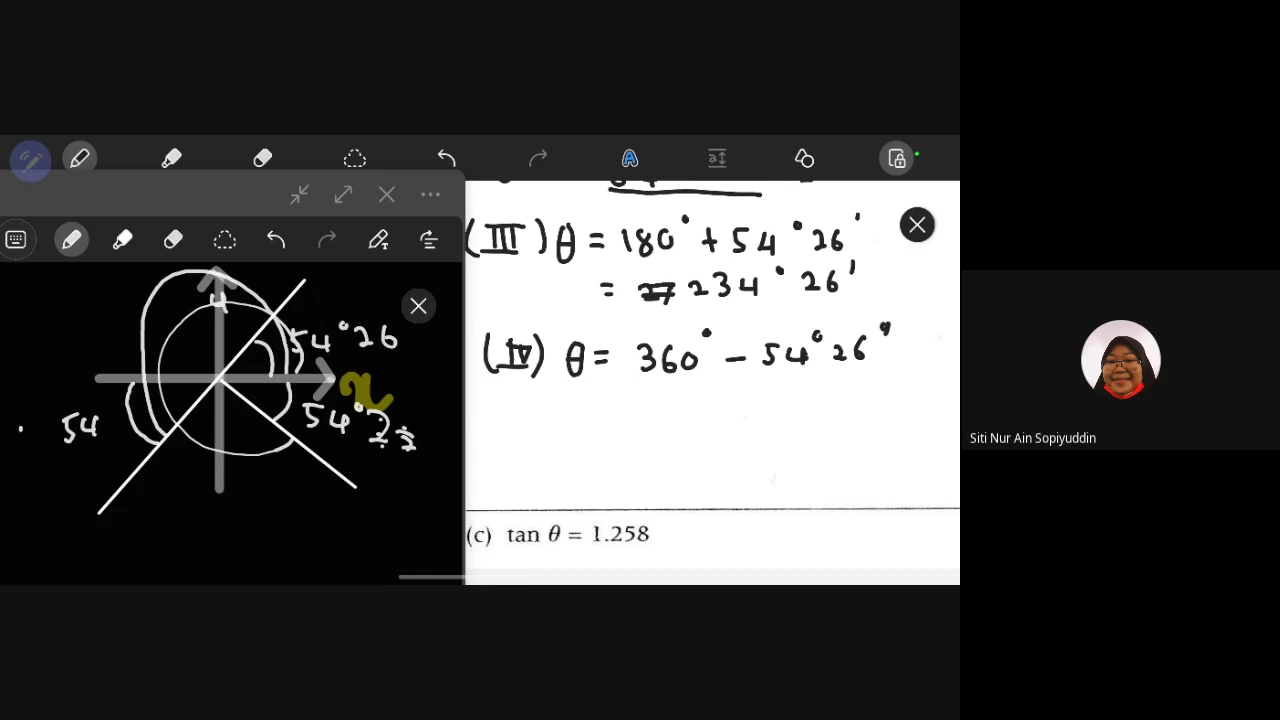 (III) θ = 180° + 54° 26'
= 234° 26'
(IV) θ = 360° − 54° 26'
(c) tan θ = 1.258
54° 26
x
54
54° 2
Siti Nur Ain Sopiyuddin